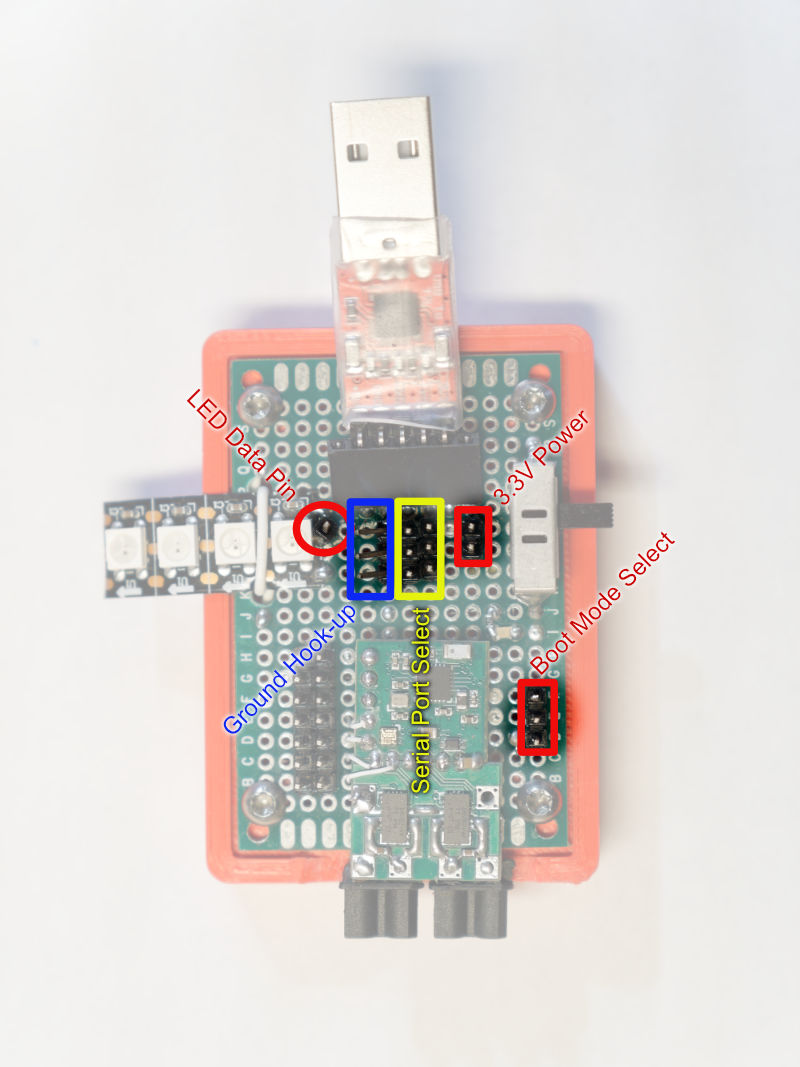 LED Data Pin
3.3V Power
Ground Hook-up
Serial Port Select
Boot Mode Select
S
J
K
J
I
H
G
F
D
C
B
G
B